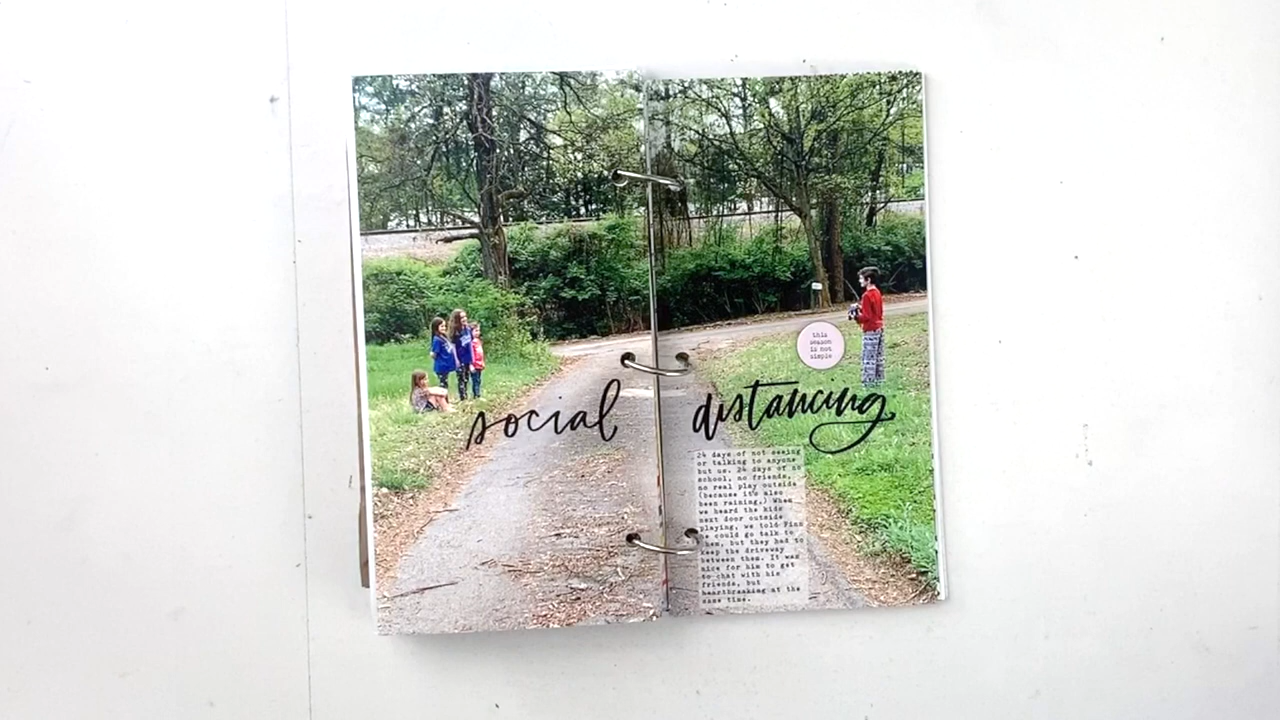 this
season
is not
simple
social distancing
24 days of not seeing
or talking to anyone
but us. 24 days of no
school, no friends,
no real play outside
(because it's also
been raining.) When
we heard the kids
next door outside
playing, we told Finn
he could go talk to
them, but they had to
keep the driveway
between them. It was
nice for him to get
to chat with his
friends, but
heartbreaking at the
same time.